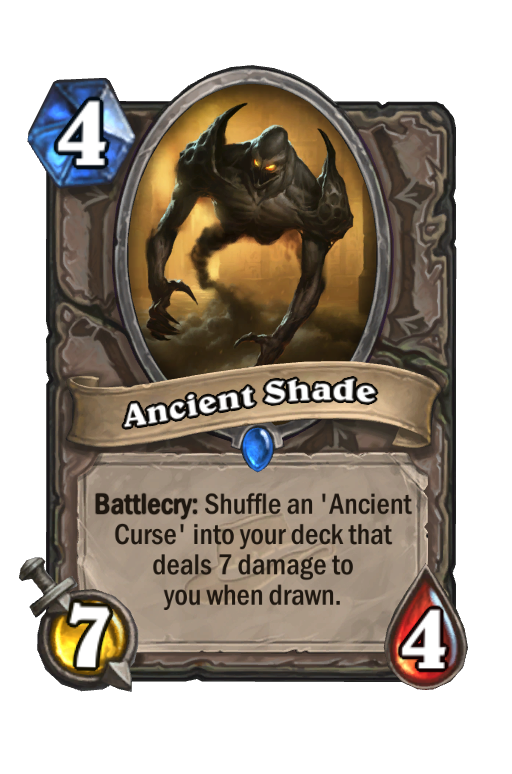 4
Ancient Shade
Battlecry: Shuffle an 'Ancient
Curse' into your deck that
deals 7 damage to
you when drawn.
7
4